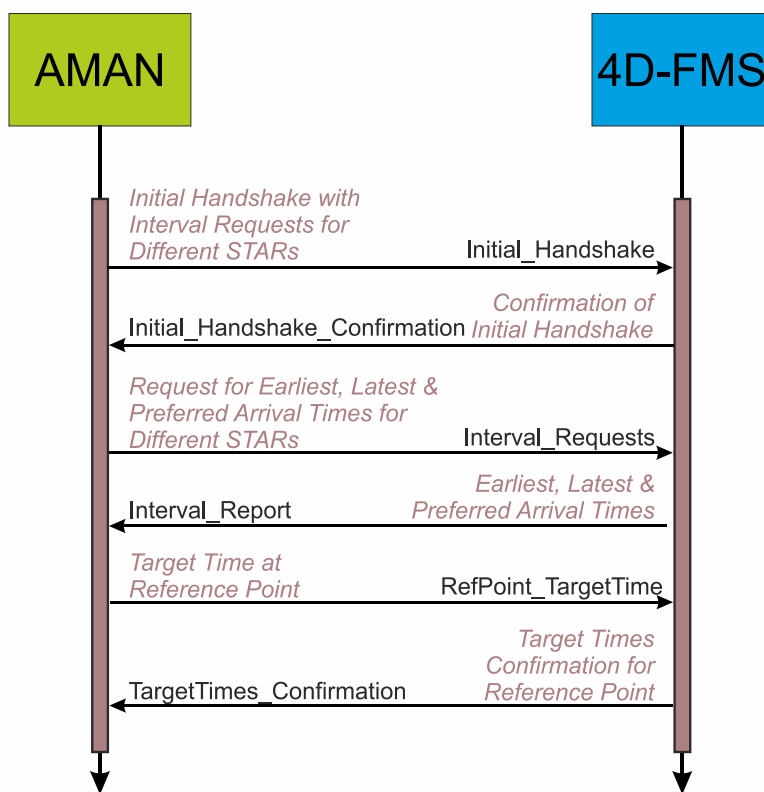 AMAN
4D-FMS
Initial Handshake with
Interval Requests for
Different STARs
Initial_Handshake
Confirmation of
Initial Handshake
Initial_Handshake_Confirmation
Request for Earliest, Latest &
Preferred Arrival Times for
Different STARs
Interval_Requests
Earliest, Latest &
Preferred Arrival Times
Interval_Report
Target Time at
Reference Point
RefPoint_TargetTime
Target Times
Confirmation for
Reference Point
TargetTimes_Confirmation